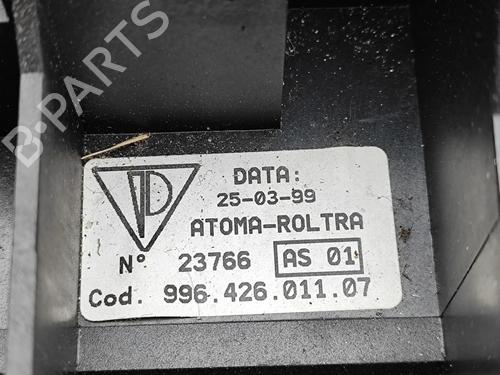 B-PARTS
DATA:
25-03-99
ATOMA-ROLTRA
N° 23766 AS 01
Cod. 996.426.011.07